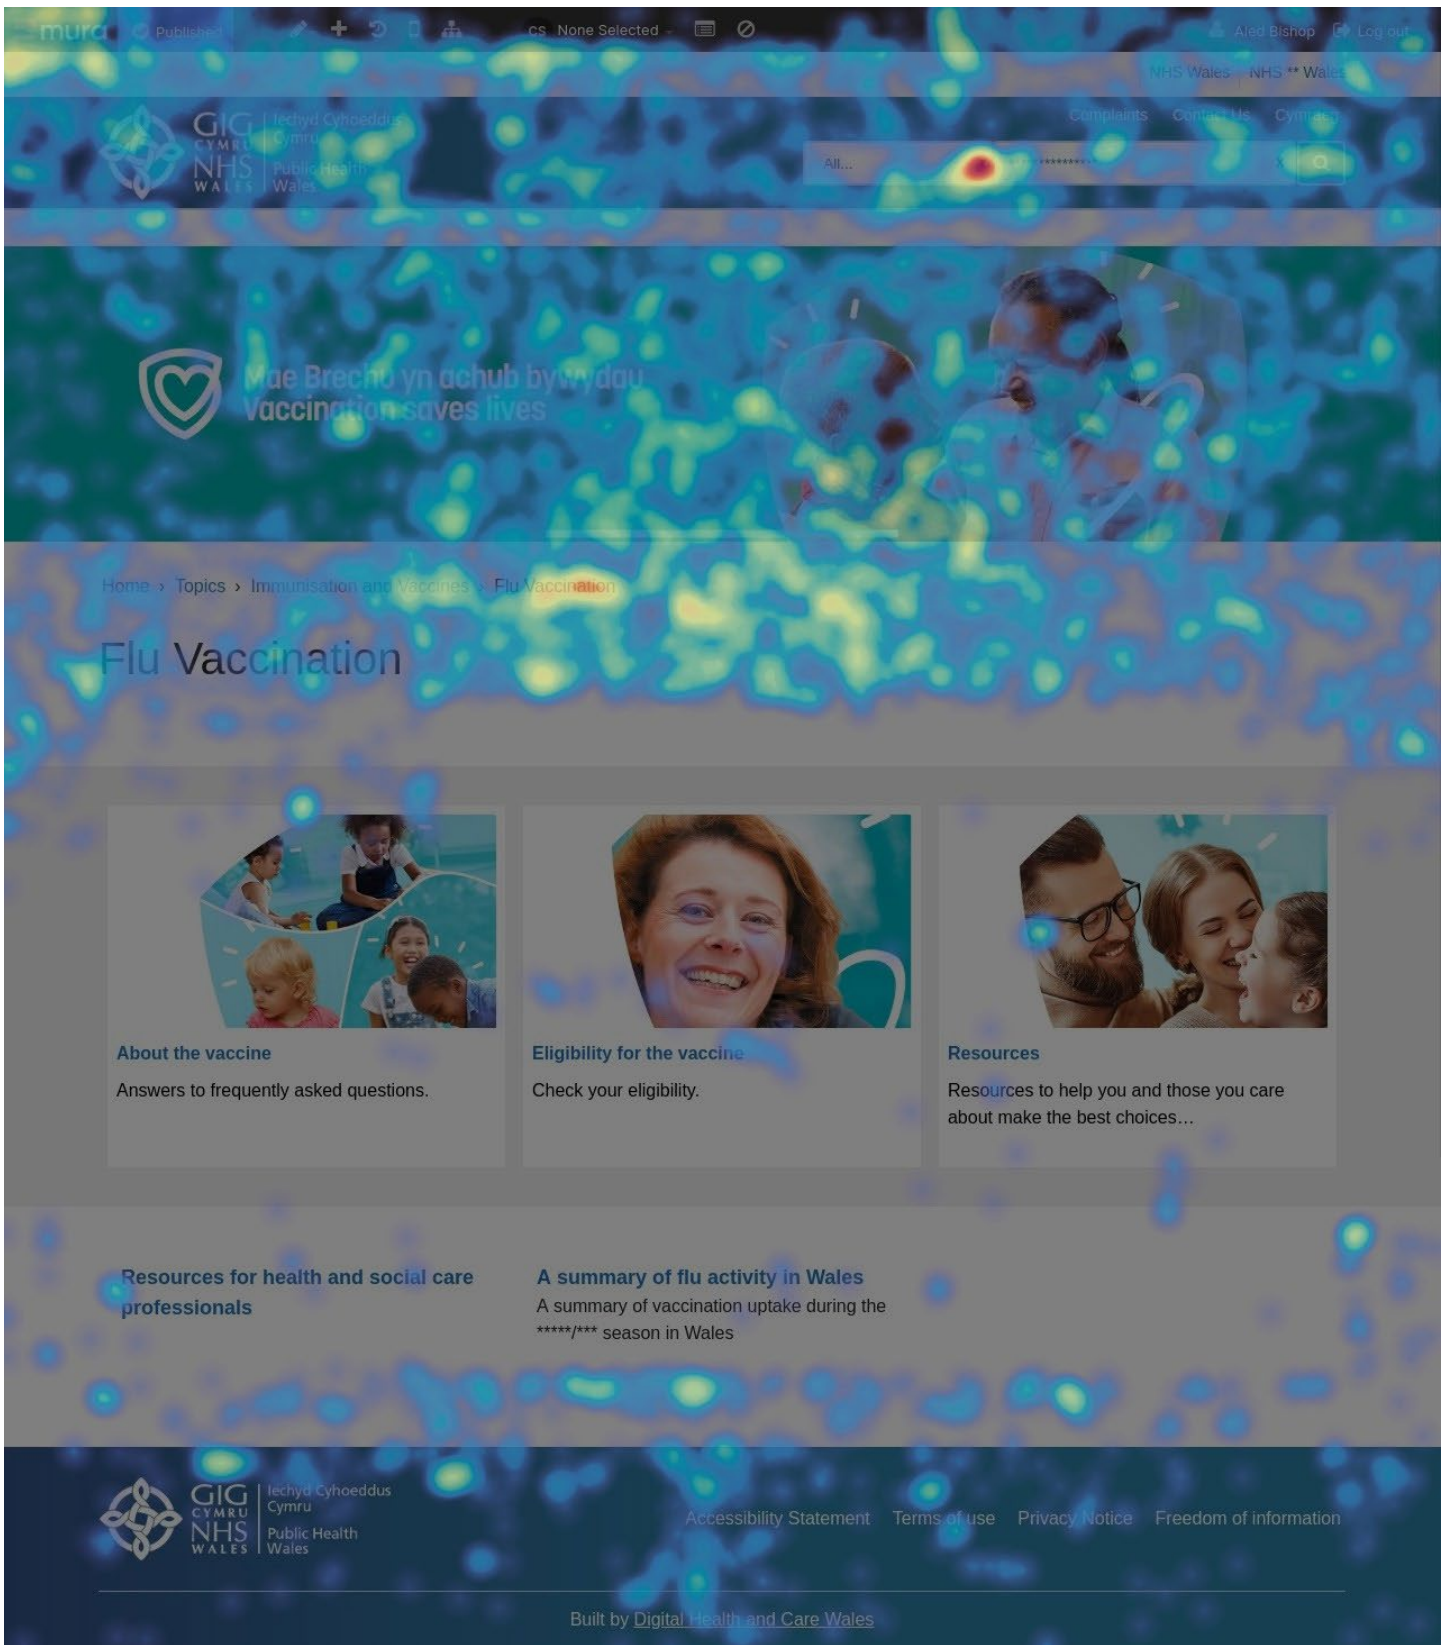 mura Published CS None Selected Aled Bishop Log out
NHS Wales NHS ** Wales
Complaints Contact Us Cymraeg
GIG
CYMRU
NHS
WALES
Iechyd Cyhoeddus
Cymru
Public Health
Wales
All... ************ X
Mae Brechu yn achub bywydau
Vaccination saves lives
Home › Topics › Immunisation and Vaccines › Flu Vaccination
Flu Vaccination
About the vaccine
Answers to frequently asked questions.
Eligibility for the vaccine
Check your eligibility.
Resources
Resources to help you and those you care
about make the best choices…
Resources for health and social care
professionals
A summary of flu activity in Wales
A summary of vaccination uptake during the
*****/*** season in Wales
GIG
CYMRU
NHS
WALES
Iechyd Cyhoeddus
Cymru
Public Health
Wales
Accessibility Statement Terms of use Privacy Notice Freedom of information
Built by Digital Health and Care Wales